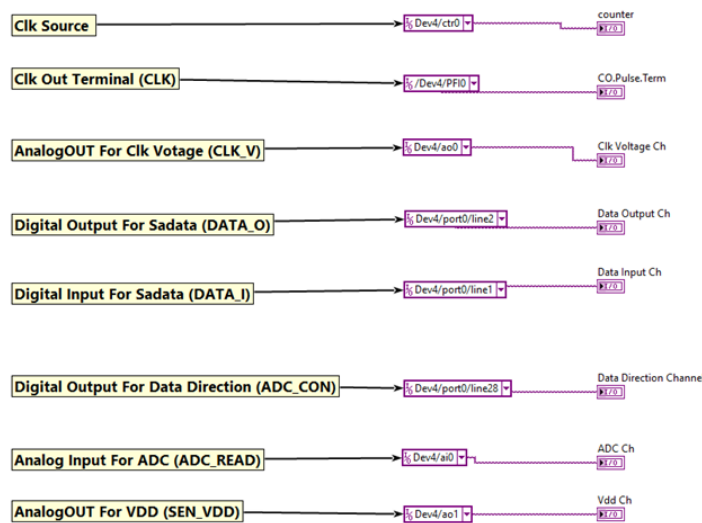 Clk Source
Dev4/ctr0
counter
Clk Out Terminal (CLK)
/Dev4/PFI0
CO.Pulse.Term
AnalogOUT For Clk Votage (CLK_V)
Dev4/ao0
Clk Voltage Ch
Digital Output For Sadata (DATA_O)
Dev4/port0/line2
Data Output Ch
Digital Input For Sadata (DATA_I)
Dev4/port0/line1
Data Input Ch
Digital Output For Data Direction (ADC_CON)
Dev4/port0/line28
Data Direction Channe
Analog Input For ADC (ADC_READ)
Dev4/ai0
ADC Ch
AnalogOUT For VDD (SEN_VDD)
Dev4/ao1
Vdd Ch